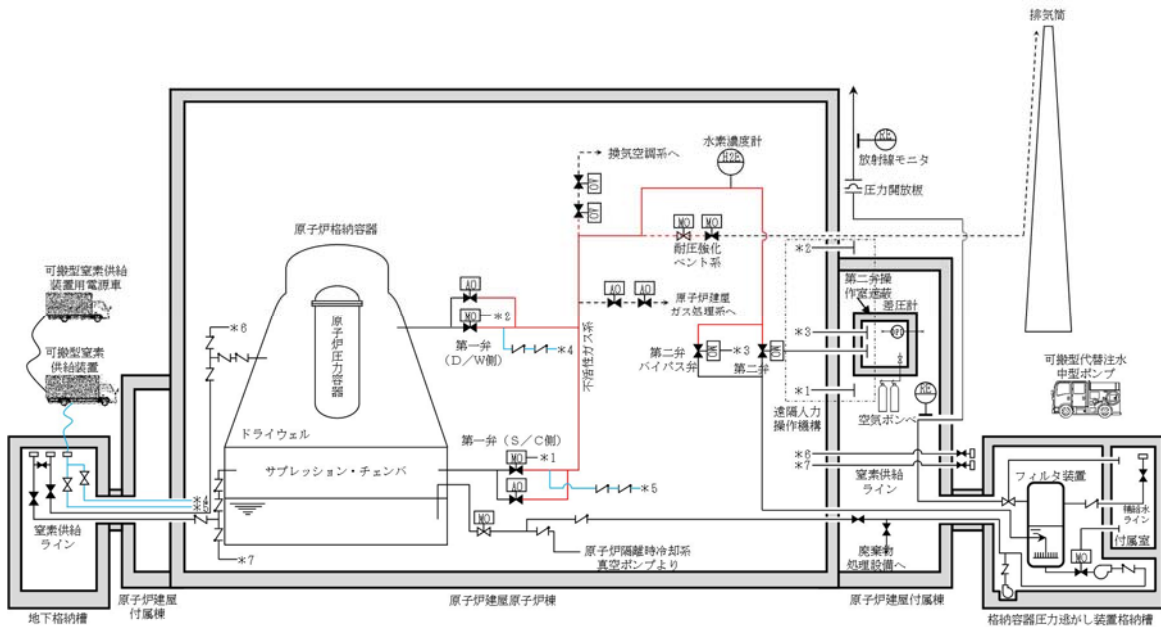 排気筒
水素濃度計
H2E
RE
放射線モニタ
換気空調系へ
圧力開放板
AO
AO
原子炉格納容器
MO
MO
耐圧強化
ベント系
*2
可搬型窒素供給
装置用電源車
第二弁操
作室遮蔽
差圧計
AO
AO
AO
原子炉建屋
ガス処理系へ
*6
MO
*2
原子炉圧力容器
*4
第一弁
(D/W側)
不活性ガス系
*3
可搬型窒素
供給装置
MO
*3
MO
第二弁
バイパス弁
第二弁
可搬型代替注水
中型ポンプ
*1
RE
遠隔人力
操作機構
空気ボンベ
ドライウェル
第一弁(S/C側)
MO
*1
*6
*7
サプレッション・チェンバ
窒素供給
ライン
フィルタ装置
AO
*5
補給水
ライン
MO
付属室
窒素供給
ライン
*7
原子炉隔離時冷却系
真空ポンプより
廃棄物
処理設備へ
MO
地下格納槽
原子炉建屋
付属棟
原子炉建屋原子炉棟
原子炉建屋付属棟
格納容器圧力逃がし装置格納槽